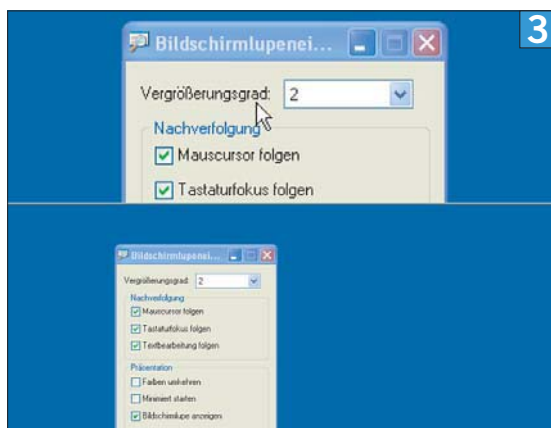 3
Bildschirmlupenei...
Vergrößerungsgrad: 2
Nachverfolgung
Mauscursor folgen
Tastaturfokus folgen
Bildschirmlupenei...
Vergrößerungsgrad: 2
Nachverfolgung
Mauscursor folgen
Tastaturfokus folgen
Textbearbeitung folgen
Präsentation
Farben umkehren
Minimiert starten
Bildschirmlupe anzeigen